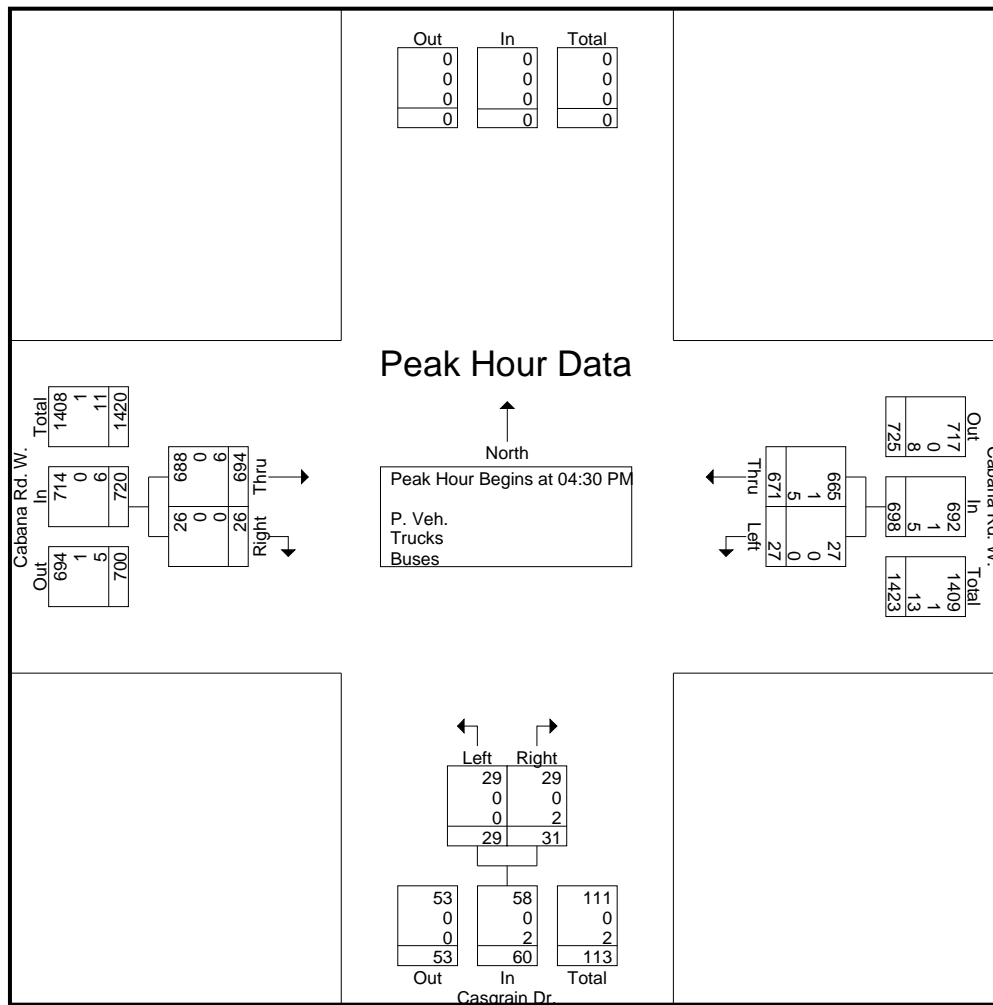 Out In Total
0 0 0
0 0 0
0 0 0
0 0 0
Peak Hour Data
North
Peak Hour Begins at 04:30 PM
P. Veh.
Trucks
Buses
Cabana Rd. W.
Total
1408
1
11
1420
In
714
0
6
720
Out
694
1
5
700
Thru
688
0
6
694
Right
26
0
0
26
Cabana Rd. W.
Out
717
0
8
725
In
692
1
5
698
Total
1409
1
13
1423
Thru
665
1
5
671
Left
27
0
0
27
Left Right
29 29
0 0
0 2
29 31
53 58 111
0 0 0
0 2 2
53 60 113
Out In Total
Casgrain Dr.